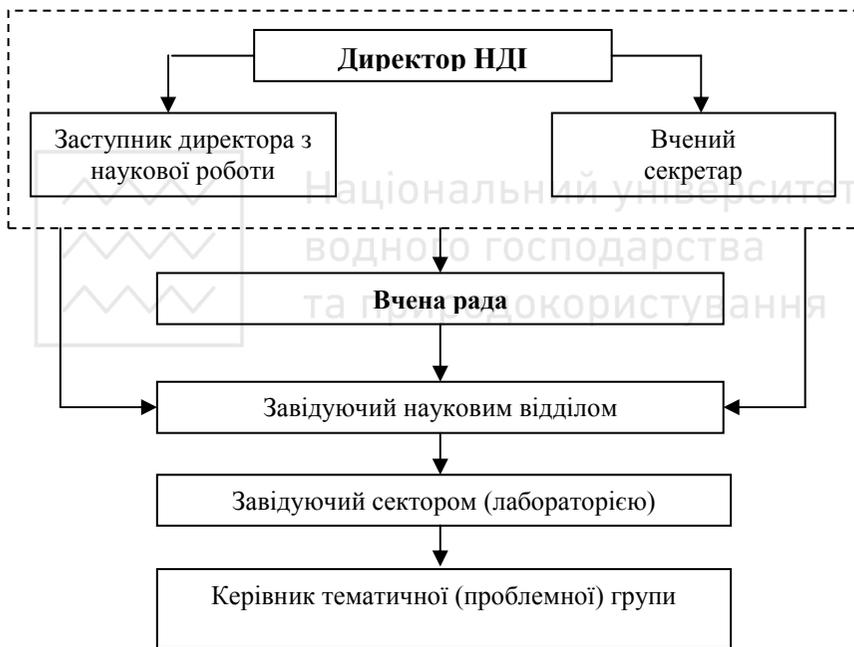 Директор НДІ
Заступник директора з
наукової роботи
Вчений
секретар
Національний університет
водного господарства
та природокористування
Вчена рада
Завідуючий науковим відділом
Завідуючий сектором (лабораторією)
Керівник тематичної (проблемної) групи